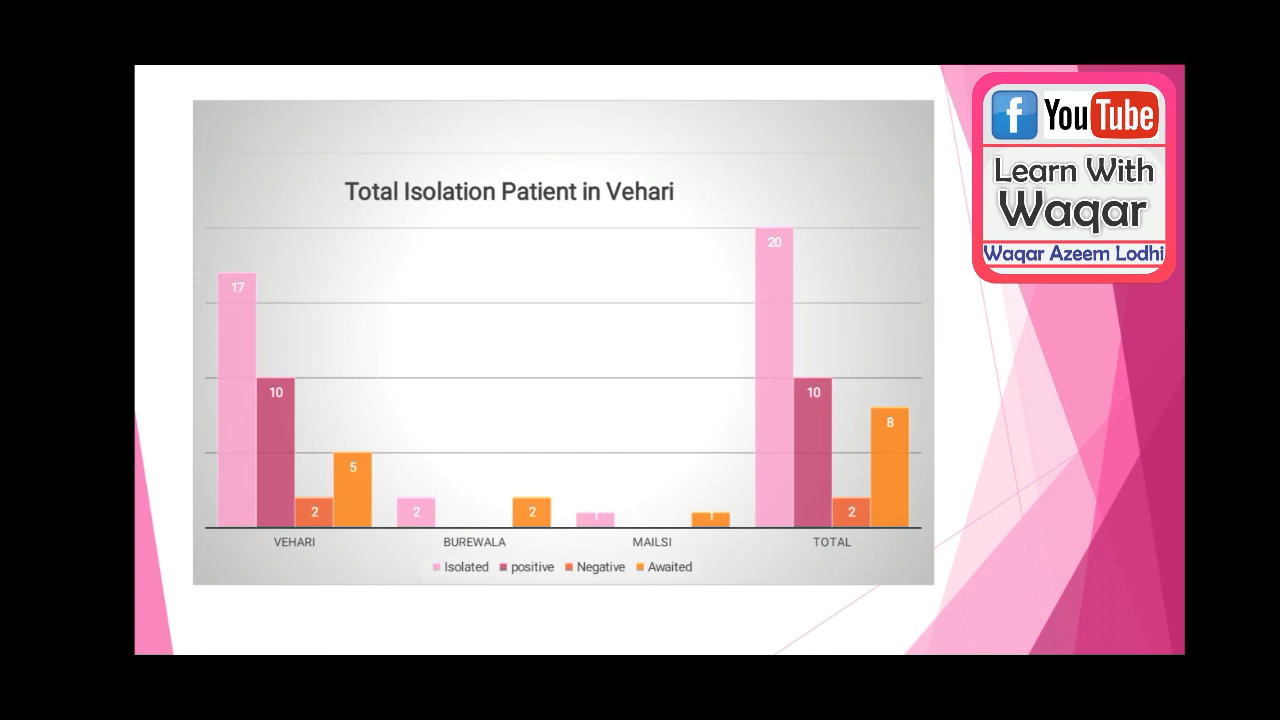 f YouTube
Learn With
Waqar
Waqar Azeem Lodhi
Total Isolation Patient in Vehari
17
10
2
5
2
2
1
1
20
10
2
8
VEHARI BUREWALA MAILSI TOTAL
Isolated positive Negative Awaited